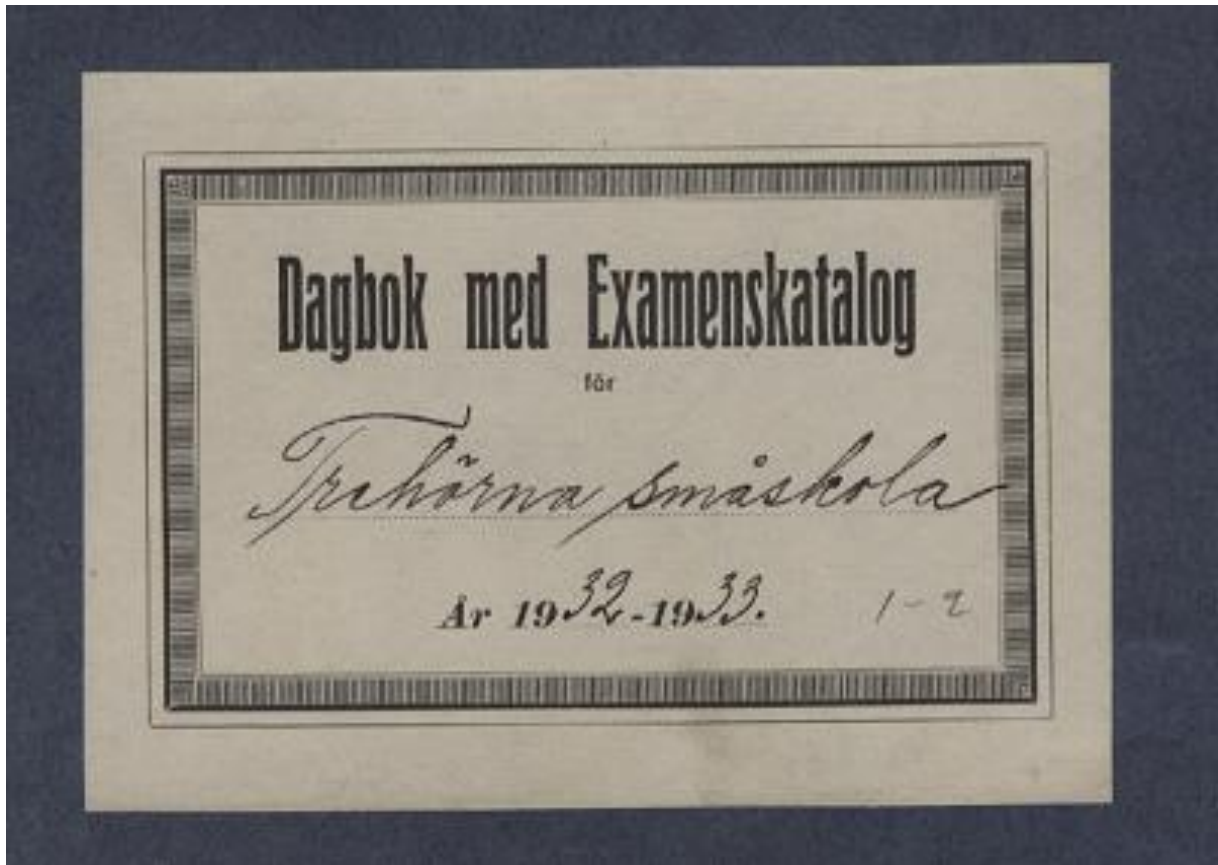 Dagbok med Examenskatalog
för
Trehörna småskola
År 1932-1933. 1-2